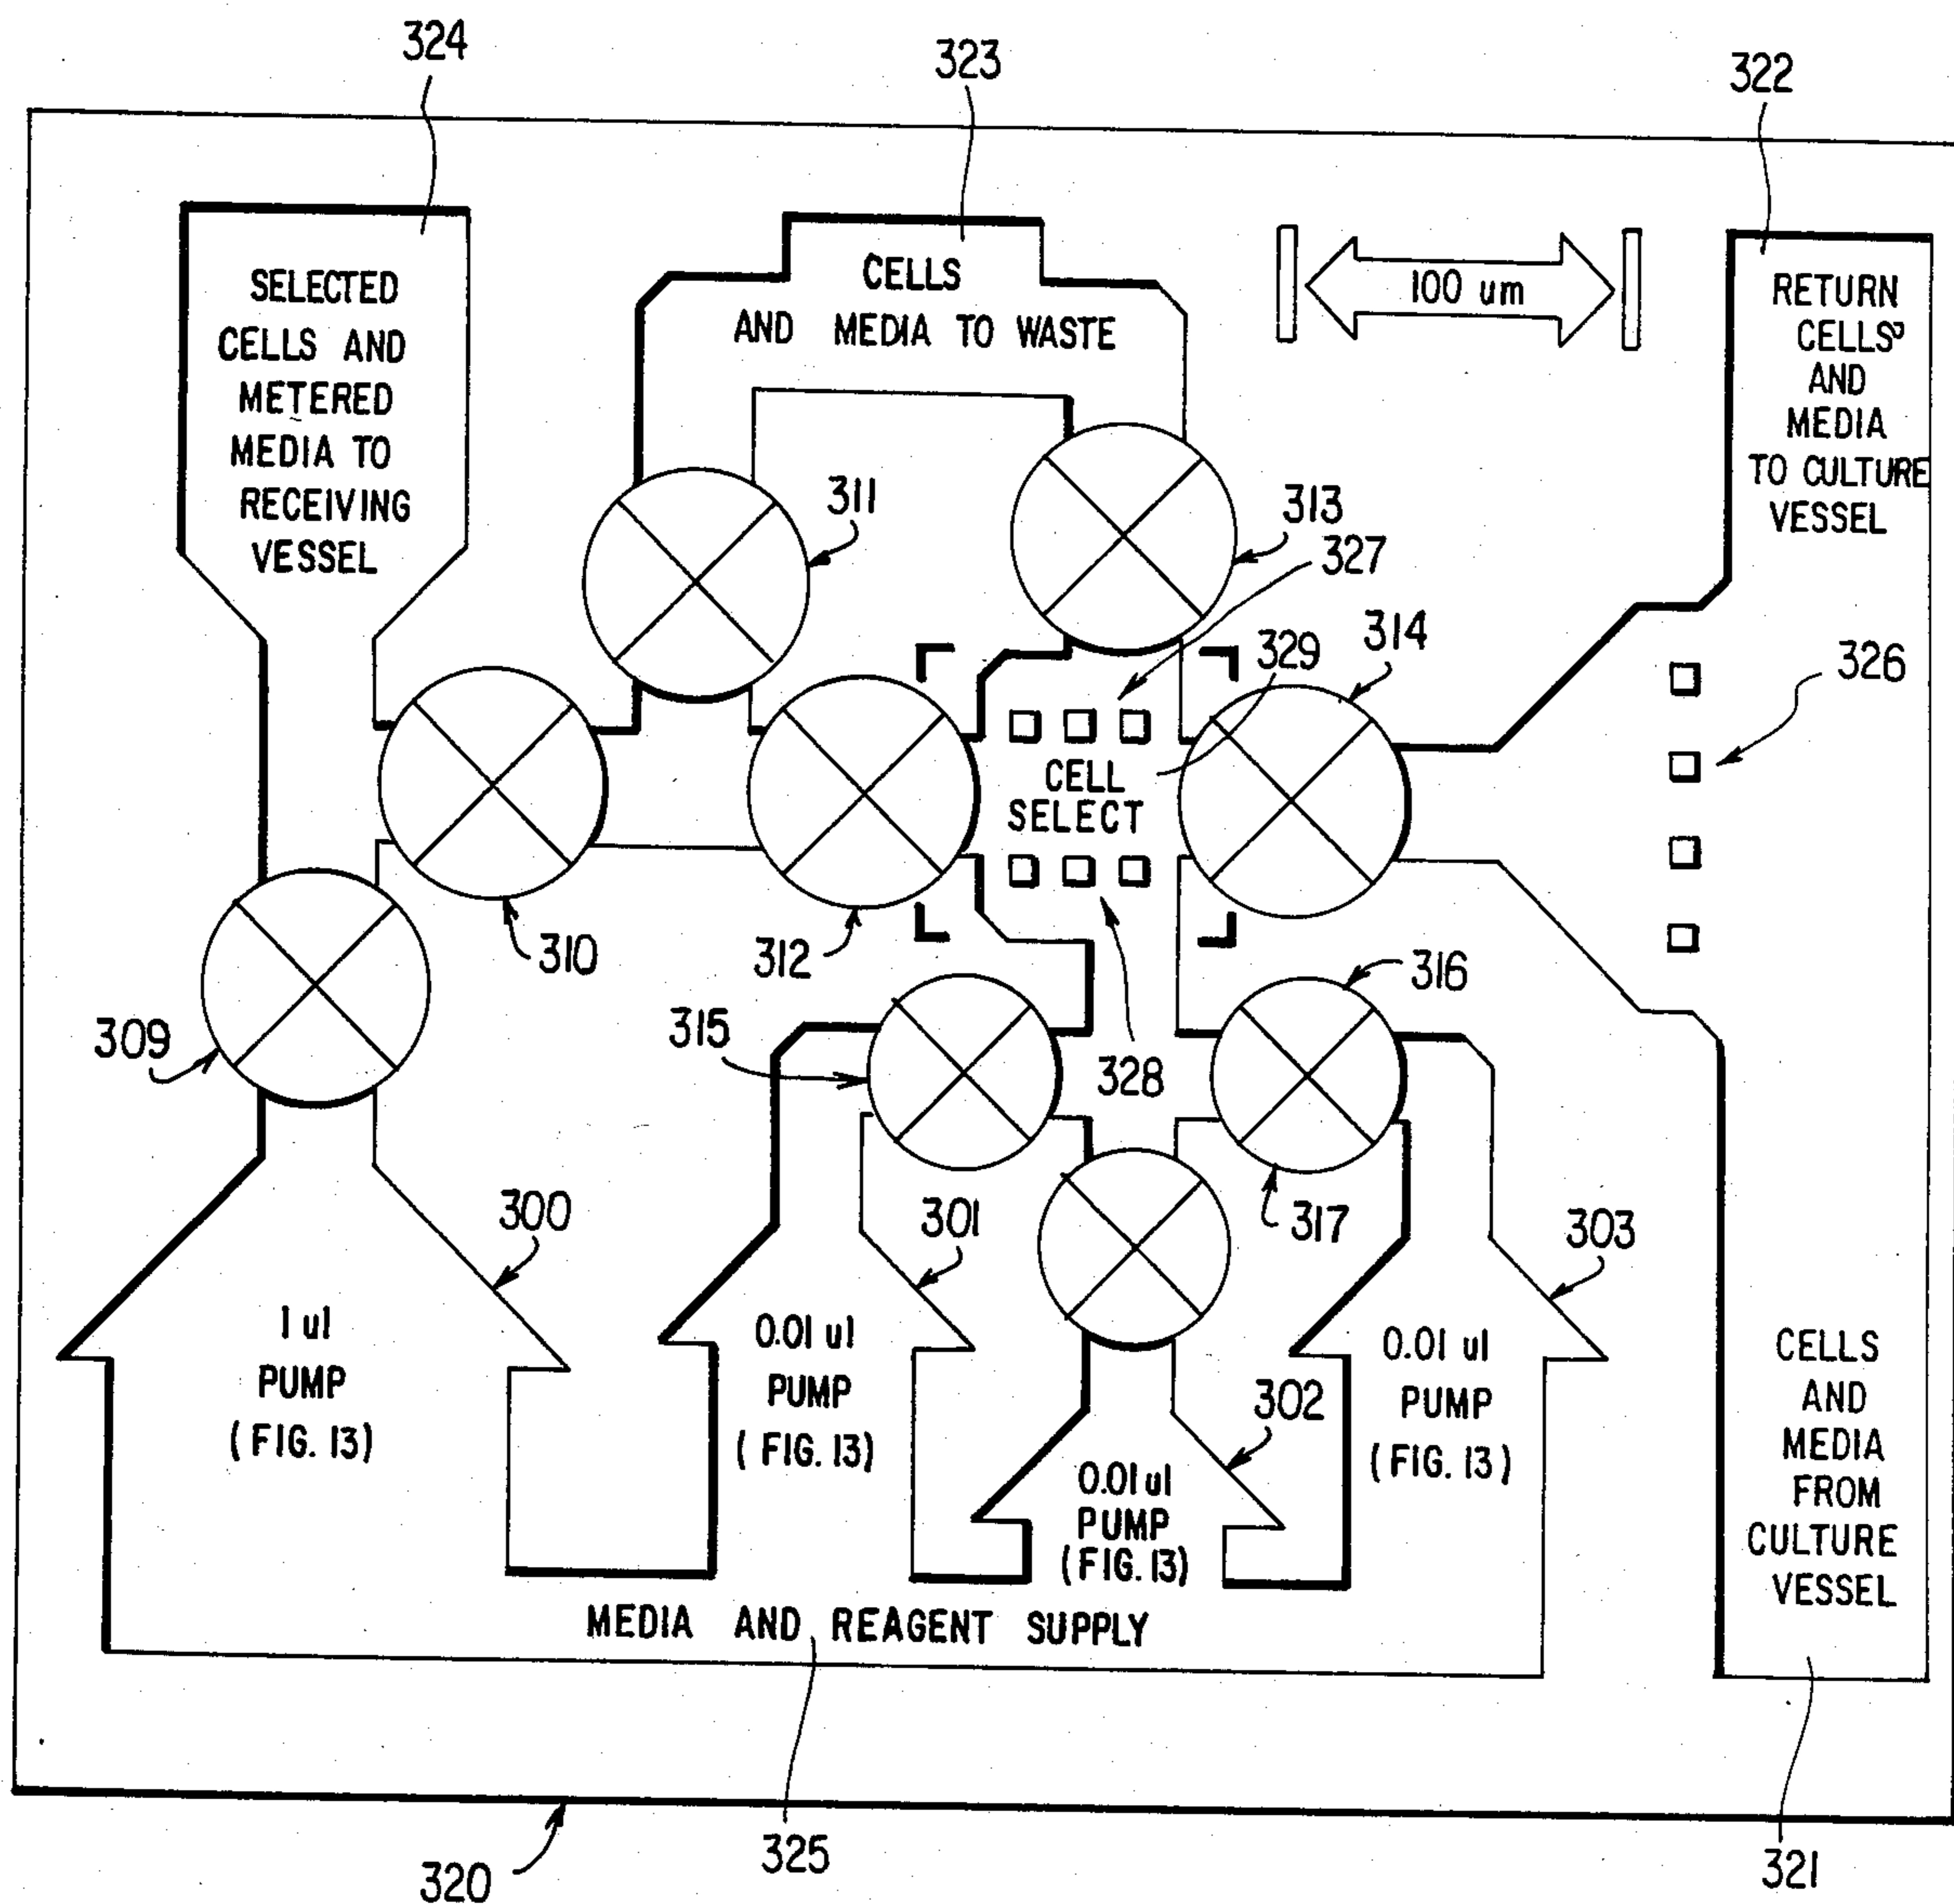 324
323
322
SELECTED
CELLS AND
METERED
MEDIA TO
RECEIVING
VESSEL
CELLS
AND MEDIA TO WASTE
100 um
RETURN
CELLS
AND
MEDIA
TO CULTURE
VESSEL
311
313
327
314
329
326
CELL
SELECT
310
312
316
309
315
328
300
301
317
303
1 ul
PUMP
(FIG. 13)
0.01 ul
PUMP
(FIG. 13)
302
0.01 ul
PUMP
(FIG. 13)
0.01 ul
PUMP
(FIG. 13)
CELLS
AND
MEDIA
FROM
CULTURE
VESSEL
MEDIA AND REAGENT SUPPLY
325
320
321